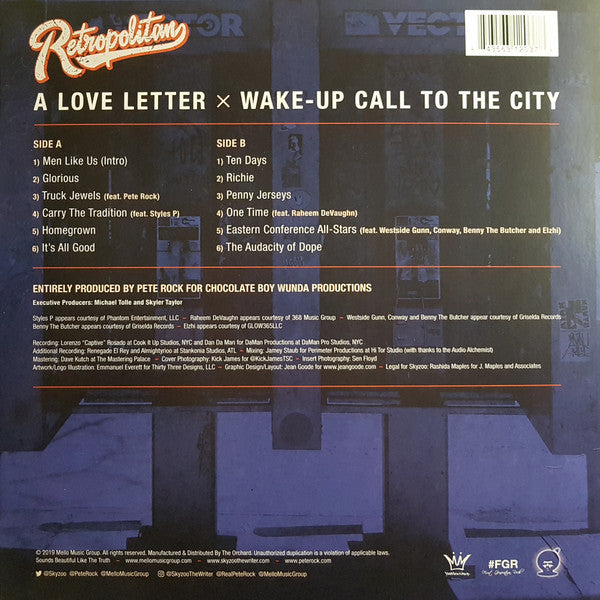 Retropolitan
VECTOR
A LOVE LETTER × WAKE-UP CALL TO THE CITY
SIDE A
1) Men Like Us (Intro)
2) Glorious
3) Truck Jewels (feat. Pete Rock)
4) Carry The Tradition (feat. Styles P)
5) Homegrown
6) It's All Good
SIDE B
1) Ten Days
2) Richie
3) Penny Jerseys
4) One Time (feat. Raheem DeVaughn)
5) Eastern Conference All-Stars (feat. Westside Gunn, Conway, Benny The Butcher and Elzhi)
6) The Audacity of Dope
ENTIRELY PRODUCED BY PETE ROCK FOR CHOCOLATE BOY WUNDA PRODUCTIONS
Executive Producers: Michael Tolle and Skyler Taylor
Styles P appears courtesy of Phantom Entertainment, LLC – Raheem DeVaughn appears courtesy of 368 Music Group – Westside Gunn, Conway and Benny The Butcher appear courtesy of Griselda Records
Benny The Butcher appears courtesy of Griselda Records – Elzhi appears courtesy of GLOW365LLC
Recording: Lorenzo "Captive" Rosado at Cook It Up Studios, NYC and Dan Da Man for DaMan Productions at DaMan Pro Studios, NYC
Additional Recording: Renegade El Rey and Almightyrio at Stankonia Studios, ATL – Mixing: Jamey Staub for Perimeter Productions at Hi Tor Studio (with thanks to the Audio Alchemist)
Mastering: Dave Kutch at The Mastering Palace – Cover Photography: Kick James for @KickJamesTSC – Insert Photography: Sen Floyd
Artwork/Logo Illustration: Emmanuel Everett for Thirty Three Designs, LLC – Graphic Design/Layout: Jean Goode for www.jeangoode.com – Legal for Skyzoo: Rashida Maples for J. Maples and Associates
© 2019 Mello Music Group. All rights reserved. Manufactured & Distributed By The Orchard. Unauthorized duplication is a violation of applicable laws.
Sounds Beautiful Like The Truth – www.mellomusicgroup.com – www.skyzoothewriter.com – www.peterock.com
@Skyzoo @PeteRock @MelloMusicGroup @SkyzooTheWriter @RealPeteRock @MelloMusicGroup
#FGR